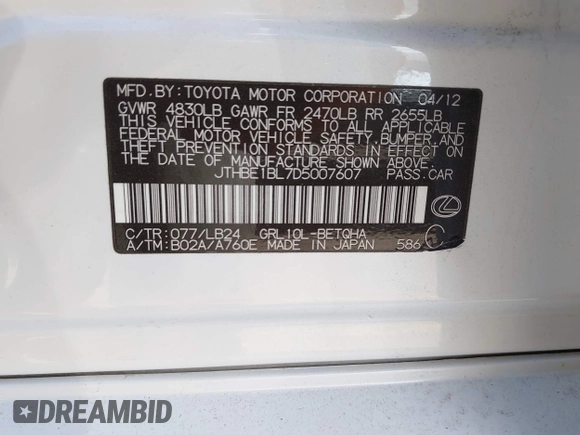 MFD. BY: TOYOTA MOTOR CORPORATION 04/12
GVWR 4830LB GAWR FR 2470LB RR 2655LB
THIS VEHICLE CONFORMS TO ALL APPLICABLE
FEDERAL MOTOR VEHICLE SAFETY, BUMPER, AND
THEFT PREVENTION STANDARDS IN EFFECT ON
THE DATE OF MANUFACTURE SHOWN ABOVE.
JTHBE1BL7D5007607 PASS.CAR
C/TR: 077/LB24 GRL10L-BETQHA
A/TM: B02A/A760E MADE IN JAPAN 586 C
DREAMBID